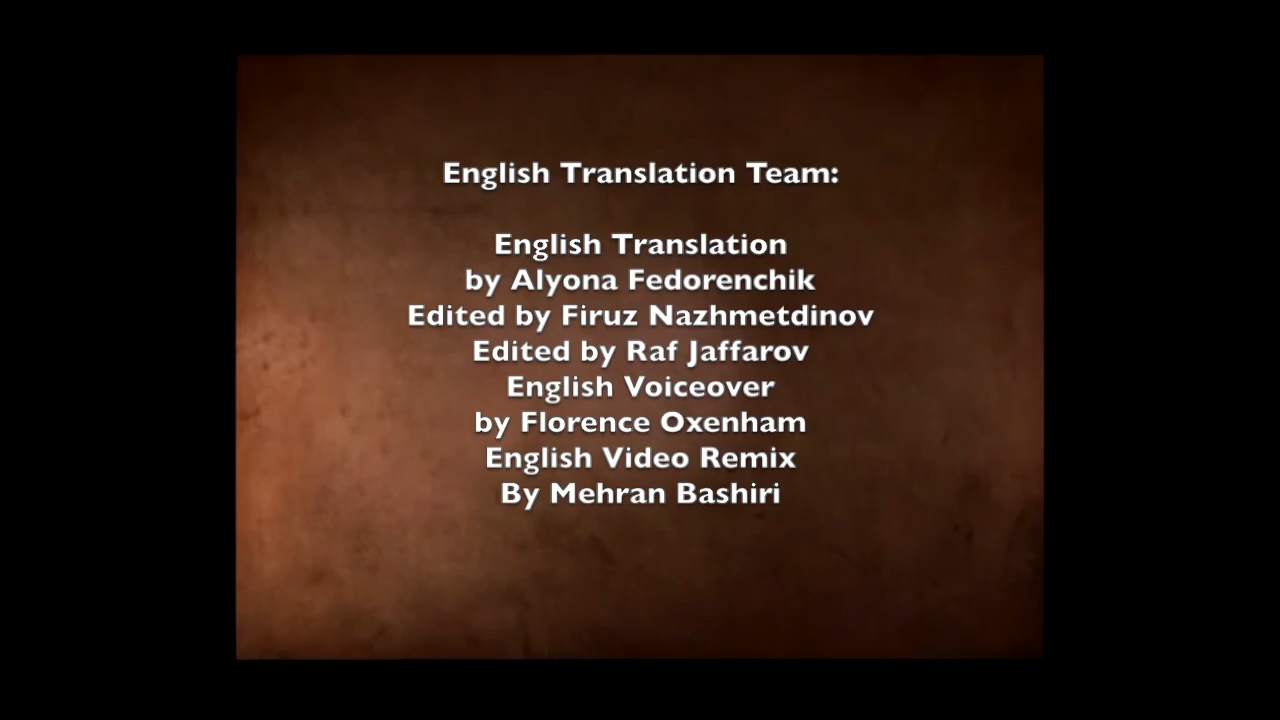 English Translation Team:
English Translation
by Alyona Fedorenchik
Edited by Firuz Nazhmetdinov
Edited by Raf Jaffarov
English Voiceover
by Florence Oxenham
English Video Remix
By Mehran Bashiri